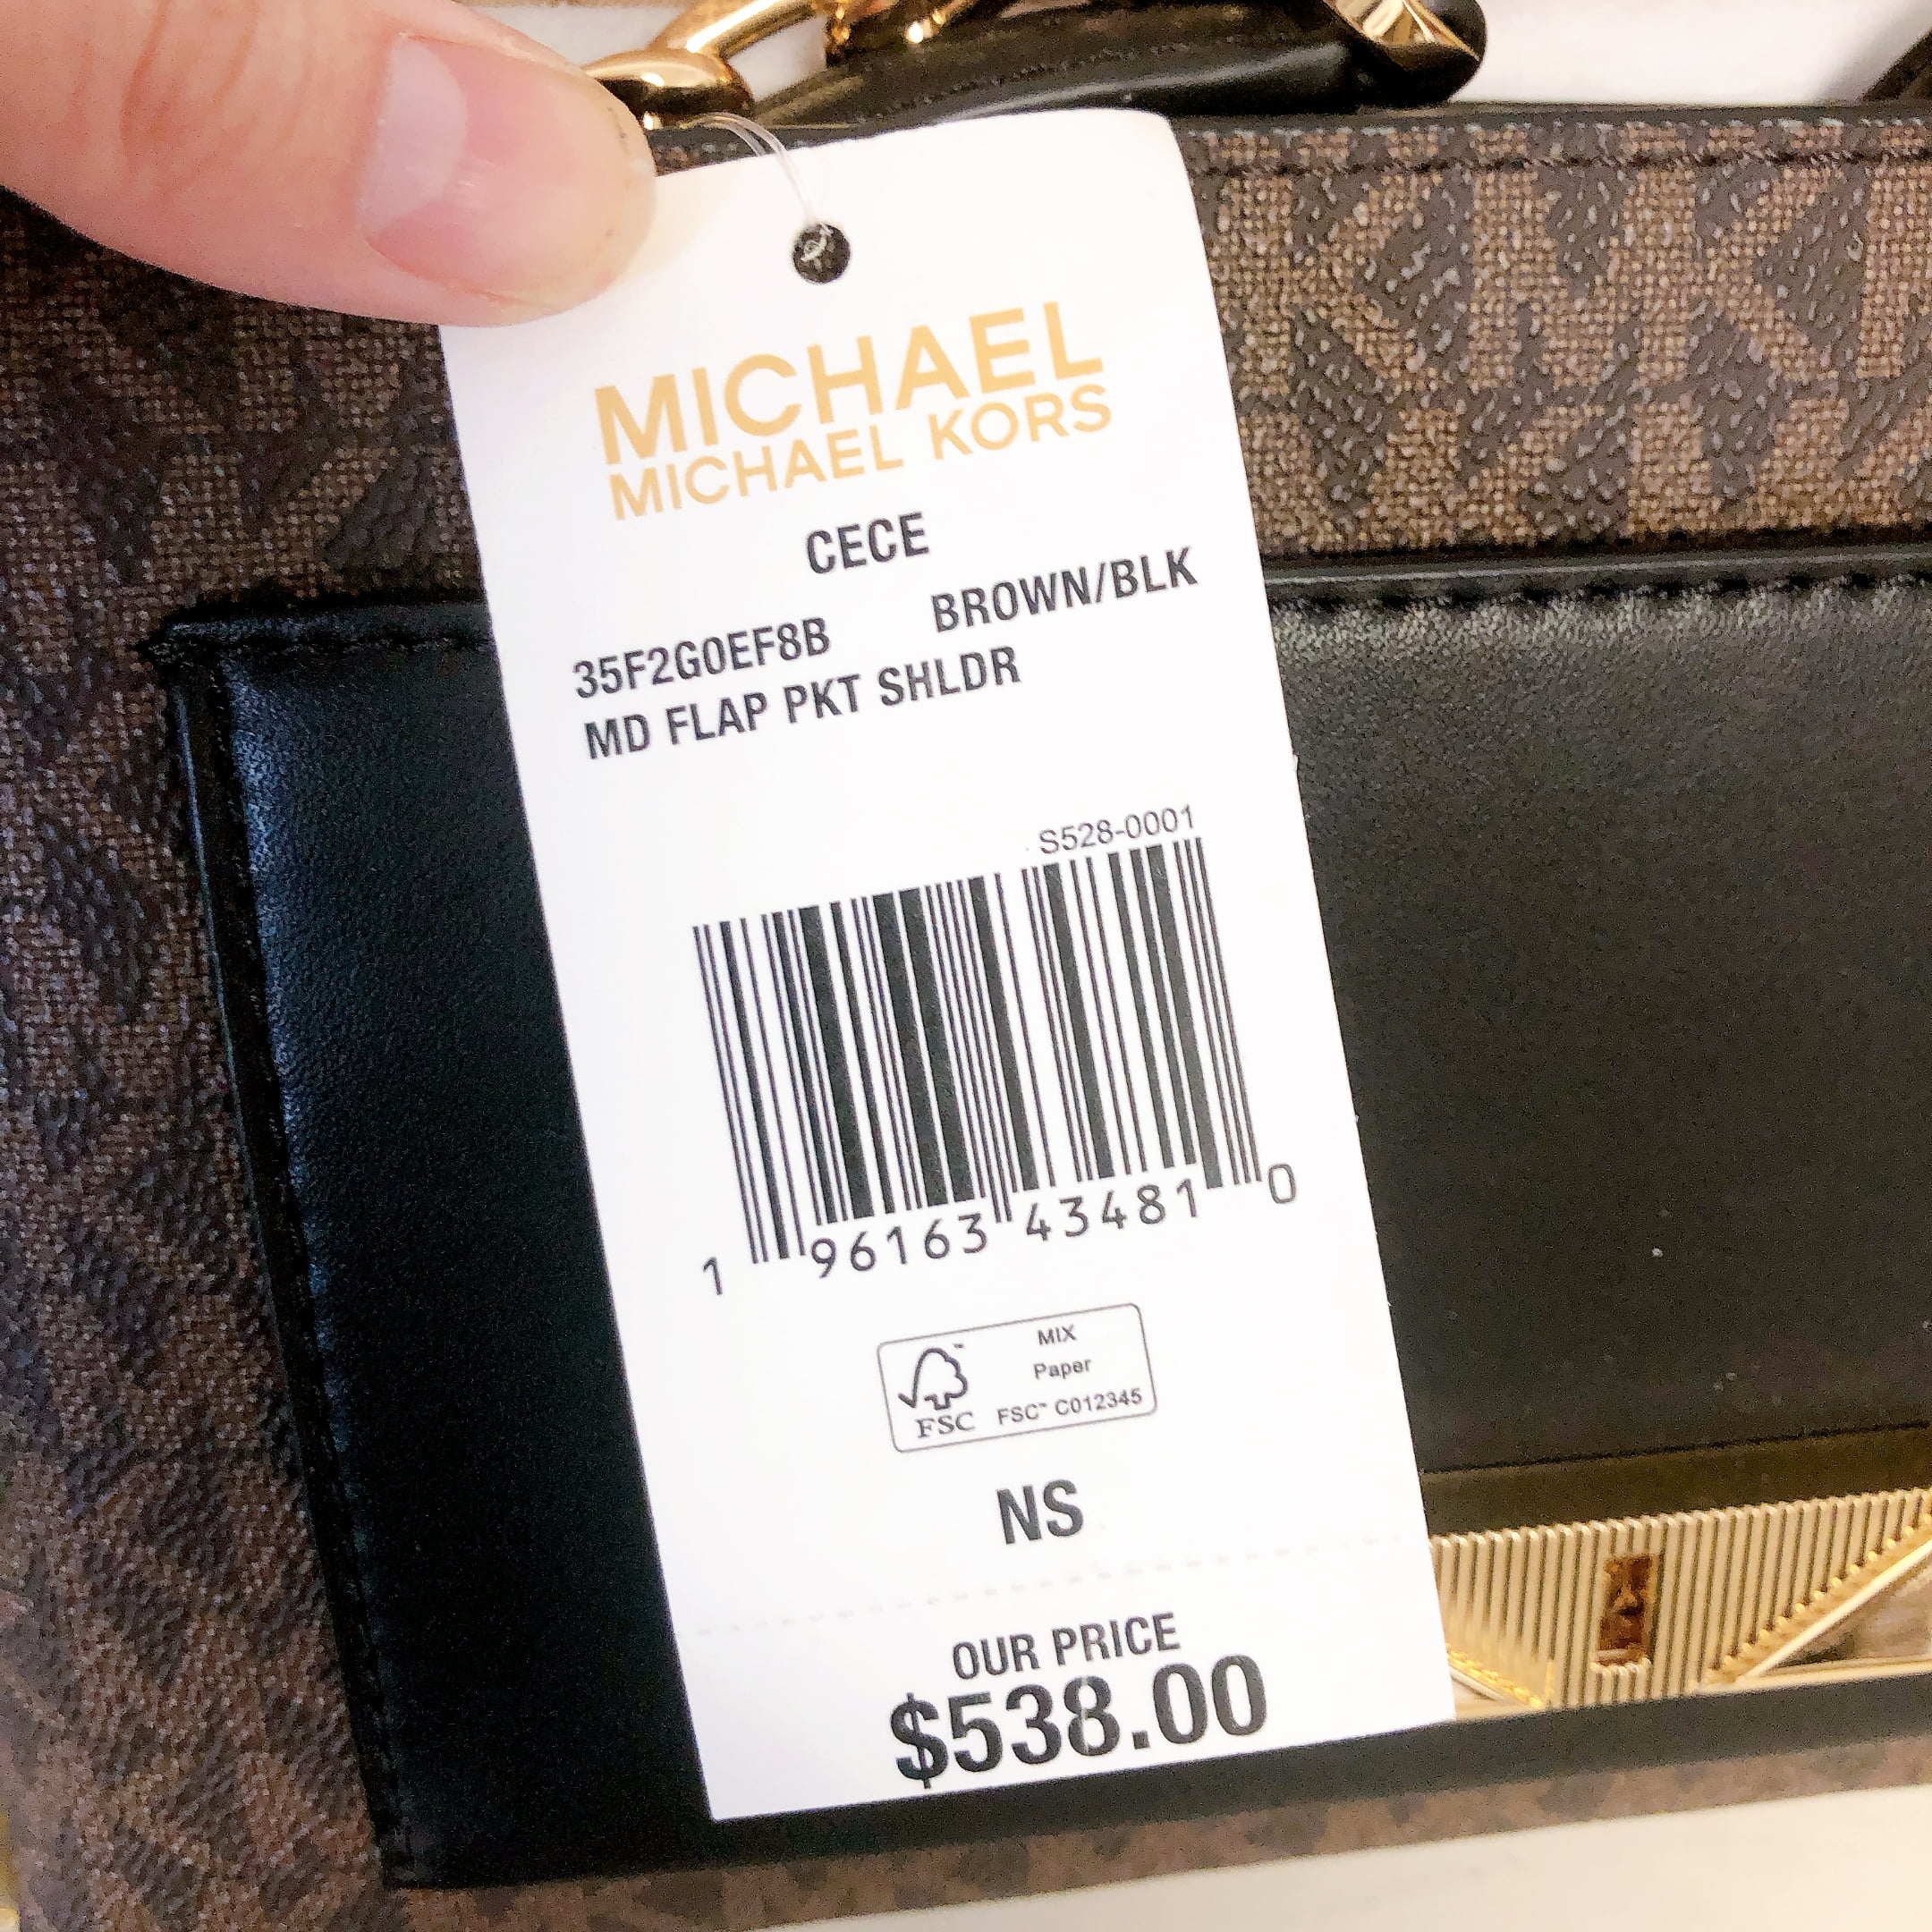 MICHAEL
MICHAEL KORS
CECE
35F2G0EF8B BROWN/BLK
MD FLAP PKT SHLDR
S528-0001
1 96163 43481 0
MIX
Paper
FSC™ C012345
FSC
NS
OUR PRICE
$538.00